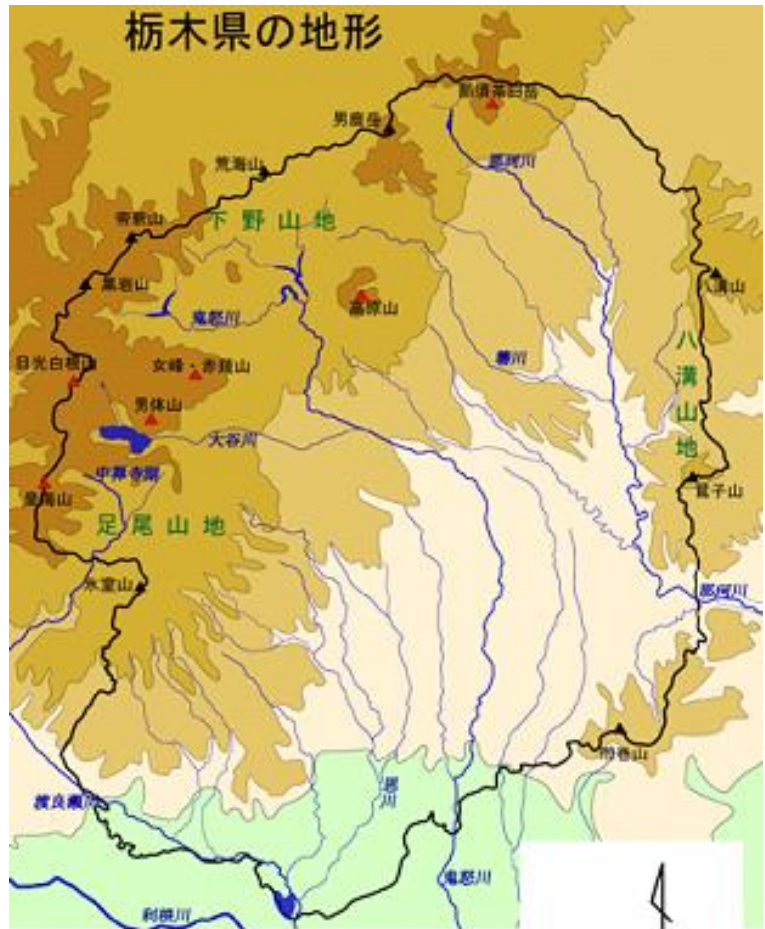 栃木県の地形
那須茶臼岳
男鹿岳
那珂川
荒海山
帝釈山
下野山地
黒岩山
八溝山
高原山
鬼怒川
八溝山地
箒川
日光白根山
女峰・赤薙山
男体山
大谷川
中禅寺湖
皇海山
鷲子山
足尾山地
氷室山
那珂川
雨巻山
渡良瀬川
思川
鬼怒川
利根川